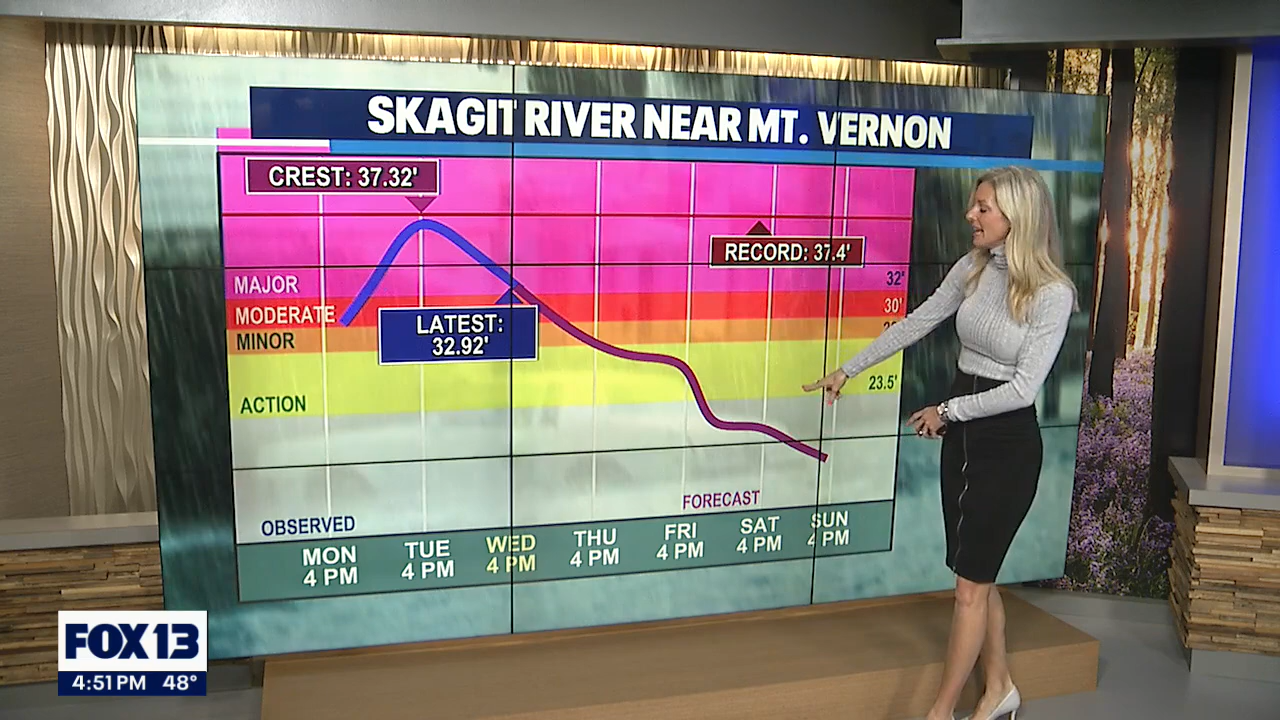 SKAGIT RIVER NEAR MT. VERNON
CREST: 37.32'
RECORD: 37.4'
MAJOR
32'
MODERATE
30'
LATEST:
32.92'
MINOR
23.5'
ACTION
FORECAST
OBSERVED
MON TUE WED THU FRI SAT SUN
4 PM 4 PM 4 PM 4 PM 4 PM 4 PM 4 PM
FOX 13
4:51 PM 48°